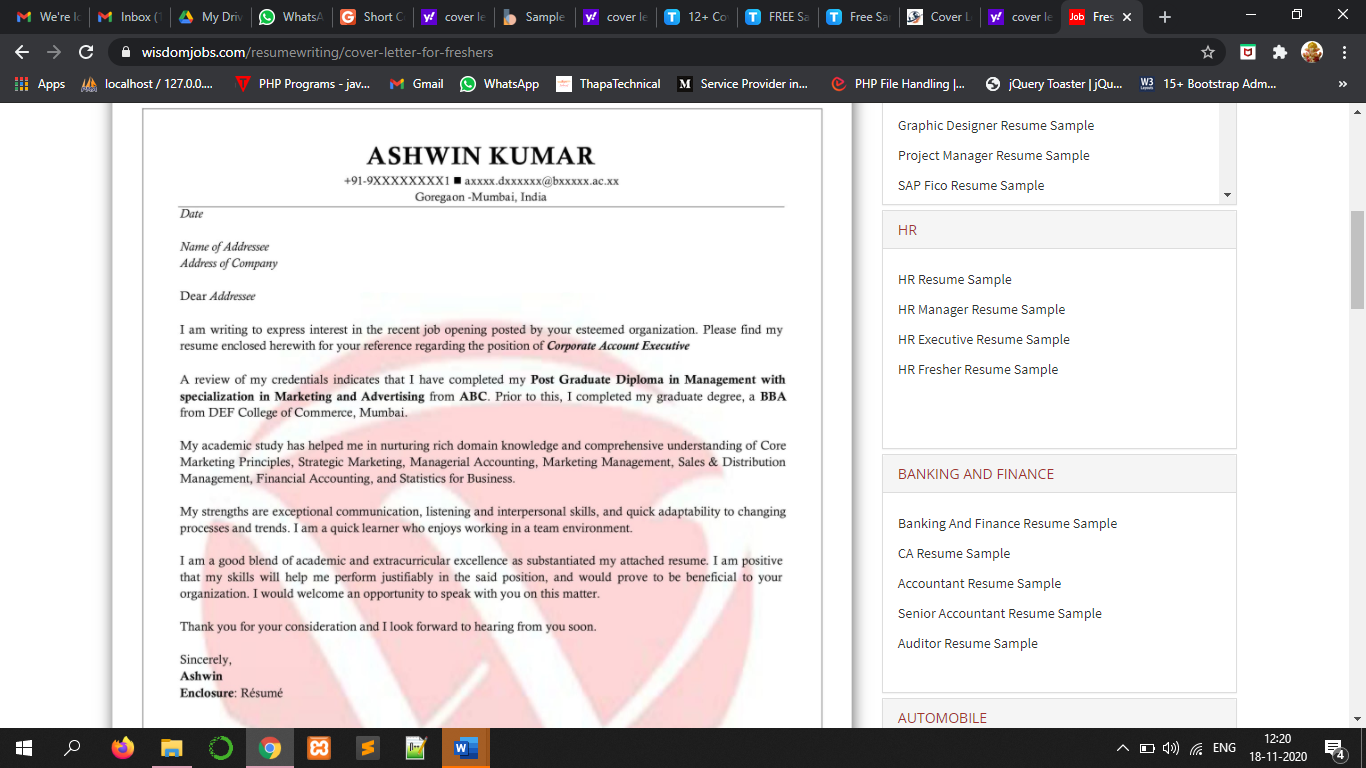 We're
Inbox (
My Driv
WhatsA
Short C
cover le
Sample
cover le
12+ Co
FREE Sa
Free Sa
Cover L
cover le
Job
Fres
wisdomjobs.com/resumewriting/cover-letter-for-freshers
Apps
localhost / 127.0.0....
PHP Programs - jav...
Gmail
WhatsApp
ThapaTechnical
Service Provider in...
PHP File Handling |...
jQuery Toaster | jQu...
15+ Bootstrap Adm...
»
ASHWIN KUMAR
+91-9XXXXXXXX1 ■ axxxx.dxxxxxx@bxxxxx.ac.xx
Goregaon -Mumbai, India
Date
Name of Addressee
Address of Company
Dear Addressee
I am writing to express interest in the recent job opening posted by your esteemed organization. Please find my
resume enclosed herewith for your reference regarding the position of Corporate Account Executive
A review of my credentials indicates that I have completed my Post Graduate Diploma in Management with
specialization in Marketing and Advertising from ABC. Prior to this, I completed my graduate degree, a BBA
from DEF College of Commerce, Mumbai.
My academic study has helped me in nurturing rich domain knowledge and comprehensive understanding of Core
Marketing Principles, Strategic Marketing, Managerial Accounting, Marketing Management, Sales & Distribution
Management, Financial Accounting, and Statistics for Business.
My strengths are exceptional communication, listening and interpersonal skills, and quick adaptability to changing
processes and trends. I am a quick learner who enjoys working in a team environment.
I am a good blend of academic and extracurricular excellence as substantiated my attached resume. I am positive
that my skills will help me perform justifiably in the said position, and would prove to be beneficial to your
organization. I would welcome an opportunity to speak with you on this matter.
Thank you for your consideration and I look forward to hearing from you soon.
Sincerely,
Ashwin
Enclosure: Résumé
Graphic Designer Resume Sample
Project Manager Resume Sample
SAP Fico Resume Sample
HR
HR Resume Sample
HR Manager Resume Sample
HR Executive Resume Sample
HR Fresher Resume Sample
BANKING AND FINANCE
Banking And Finance Resume Sample
CA Resume Sample
Accountant Resume Sample
Senior Accountant Resume Sample
Auditor Resume Sample
AUTOMOBILE
ENG
12:20
18-11-2020
4